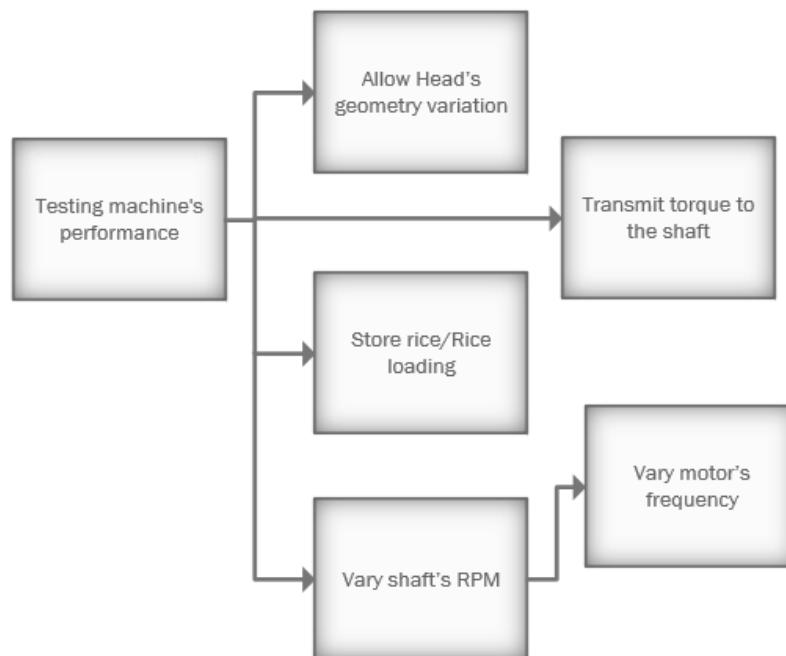 Allow Head's
geometry variation
Testing machine's
performance
Transmit torque to
the shaft
Store rice/Rice
loading
Vary motor's
frequency
Vary shaft's RPM